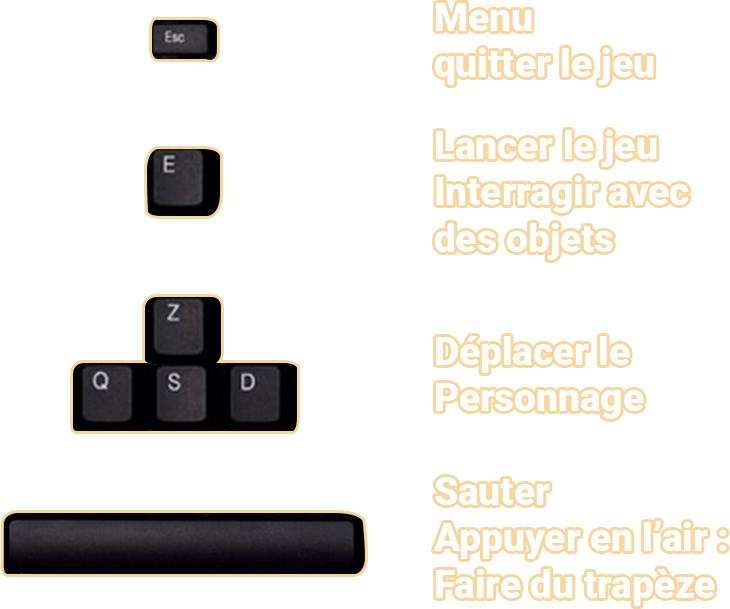 Esc
Menu
quitter le jeu
E
Lancer le jeu
Interragir avec
des objets
Z
Q S D
Déplacer le
Personnage
Sauter
Appuyer en l'air :
Faire du trapèze